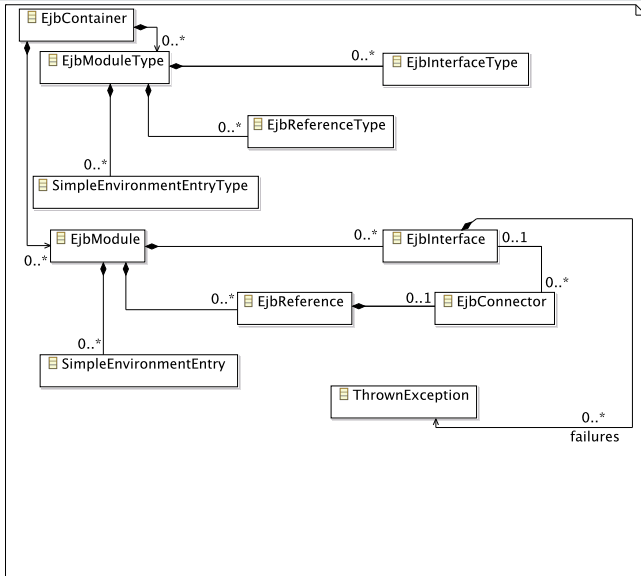 EjbContainer
0..*
EjbModuleType
0..*
EjbInterfaceType
0..*
EjbReferenceType
0..*
SimpleEnvironmentEntryType
EjbModule
0..*
0..*
EjbInterface
0..1
0..*
EjbReference
0..*
0..1
EjbConnector
0..*
SimpleEnvironmentEntry
ThrownException
0..*
failures